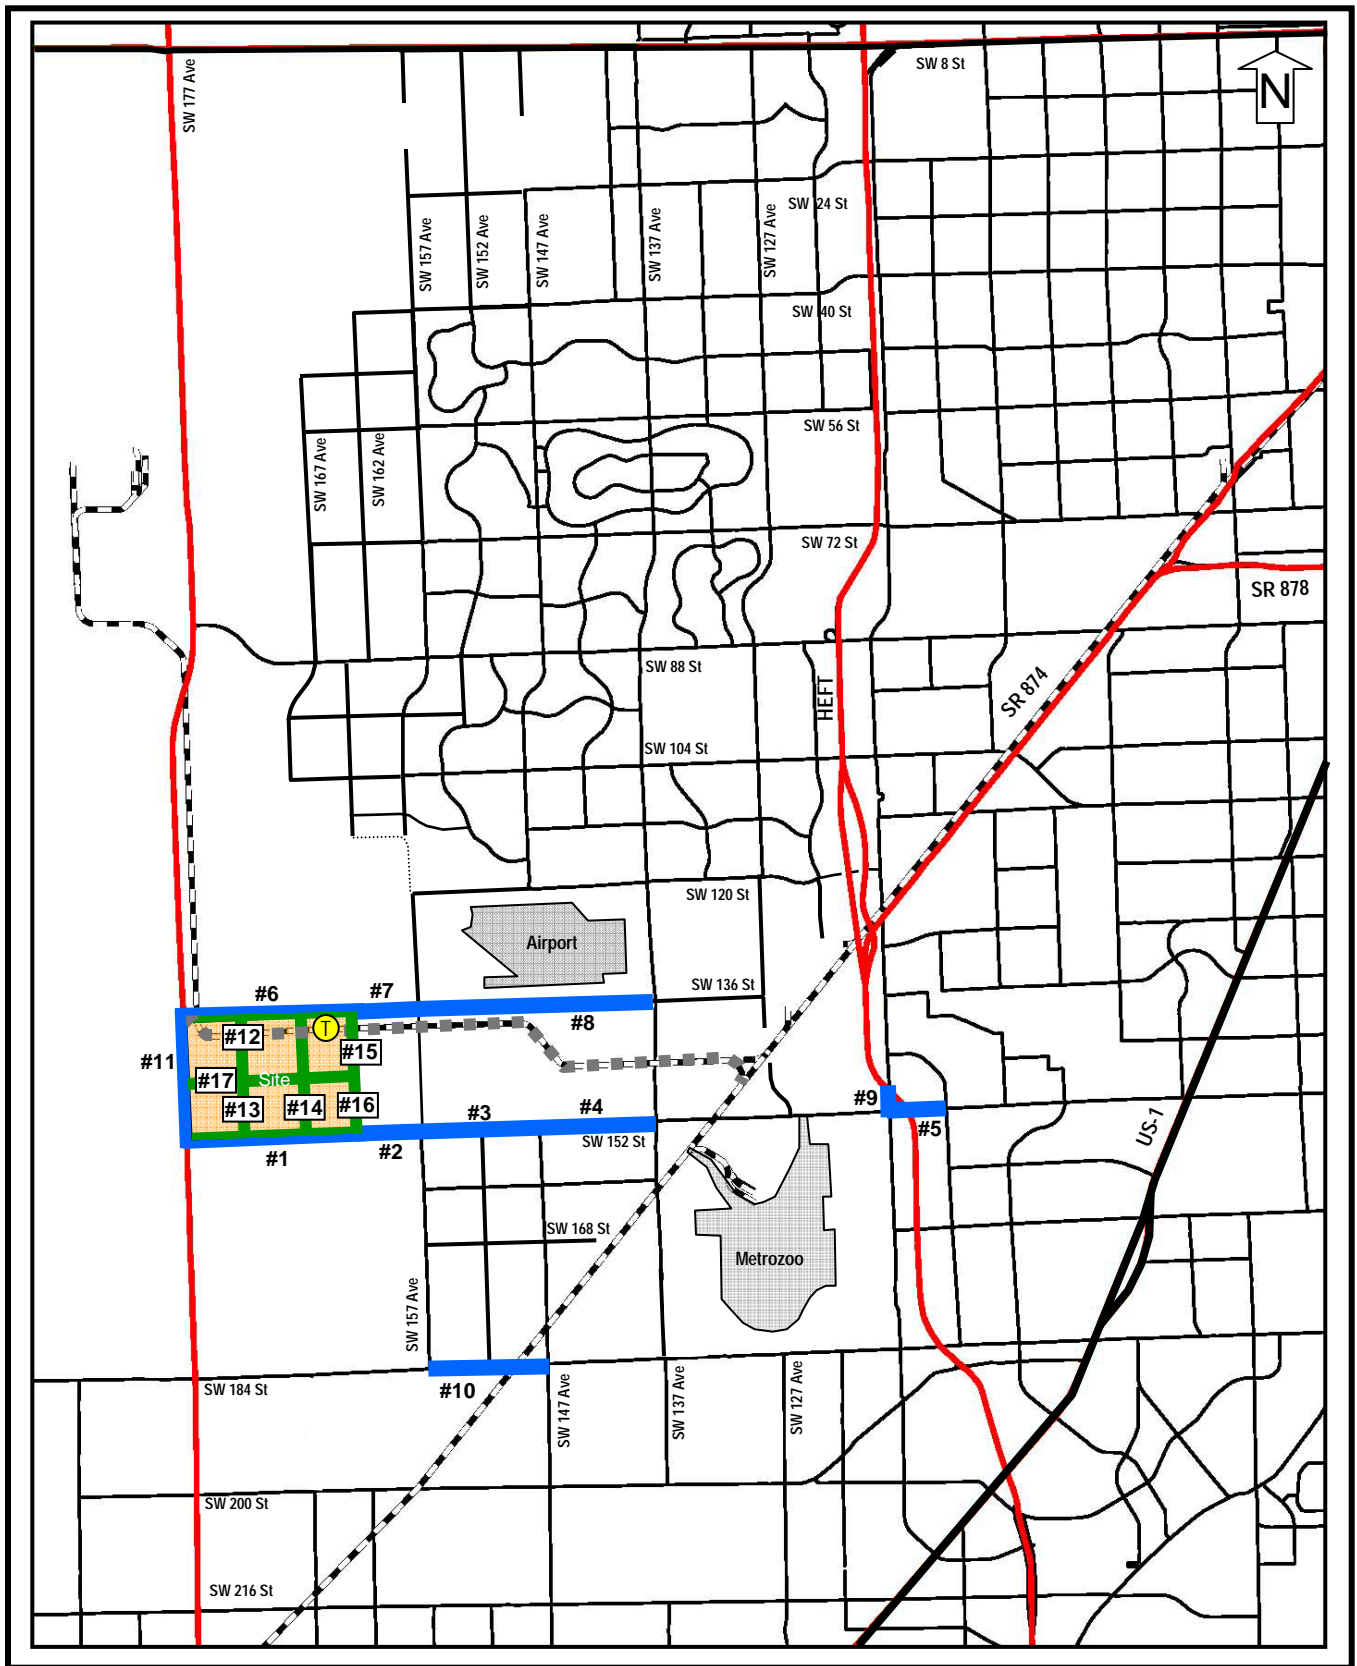 SW 8 St
N
SW 177 Ave
SW 24 St
SW 157 Ave
SW 152 Ave
SW 147 Ave
SW 137 Ave
SW 127 Ave
SW 40 St
SW 56 St
SW 167 Ave
SW 162 Ave
SW 72 St
SR 878
SW 88 St
HEFT
SR 874
SW 104 St
SW 120 St
Airport
SW 136 St
#6
#7
#8
T
#12
#15
#11
#17
Site
#13
#14
#16
#9
#5
#3
#4
SW 152 St
#1
#2
US-1
SW 168 St
Metrozoo
SW 157 Ave
#10
SW 184 St
SW 147 Ave
SW 137 Ave
SW 127 Ave
SW 200 St
SW 216 St